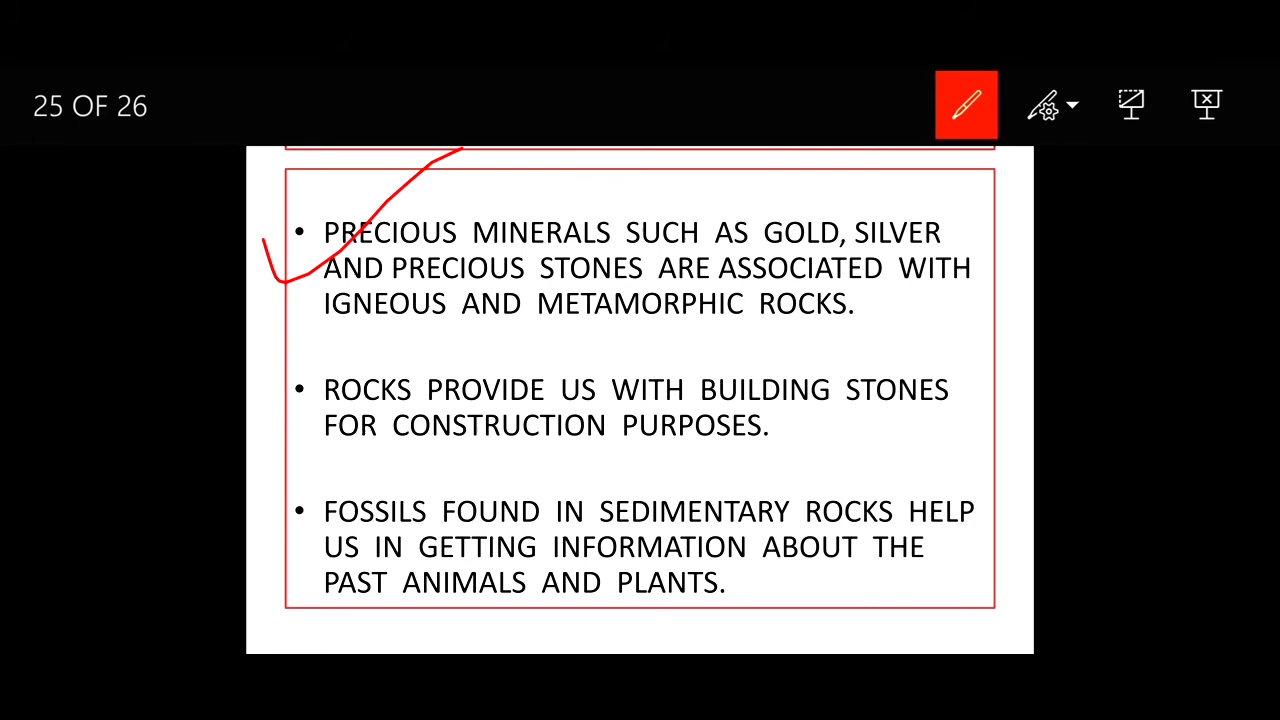 25 OF 26
• PRECIOUS MINERALS SUCH AS GOLD, SILVER
AND PRECIOUS STONES ARE ASSOCIATED WITH
IGNEOUS AND METAMORPHIC ROCKS.
• ROCKS PROVIDE US WITH BUILDING STONES
FOR CONSTRUCTION PURPOSES.
• FOSSILS FOUND IN SEDIMENTARY ROCKS HELP
US IN GETTING INFORMATION ABOUT THE
PAST ANIMALS AND PLANTS.